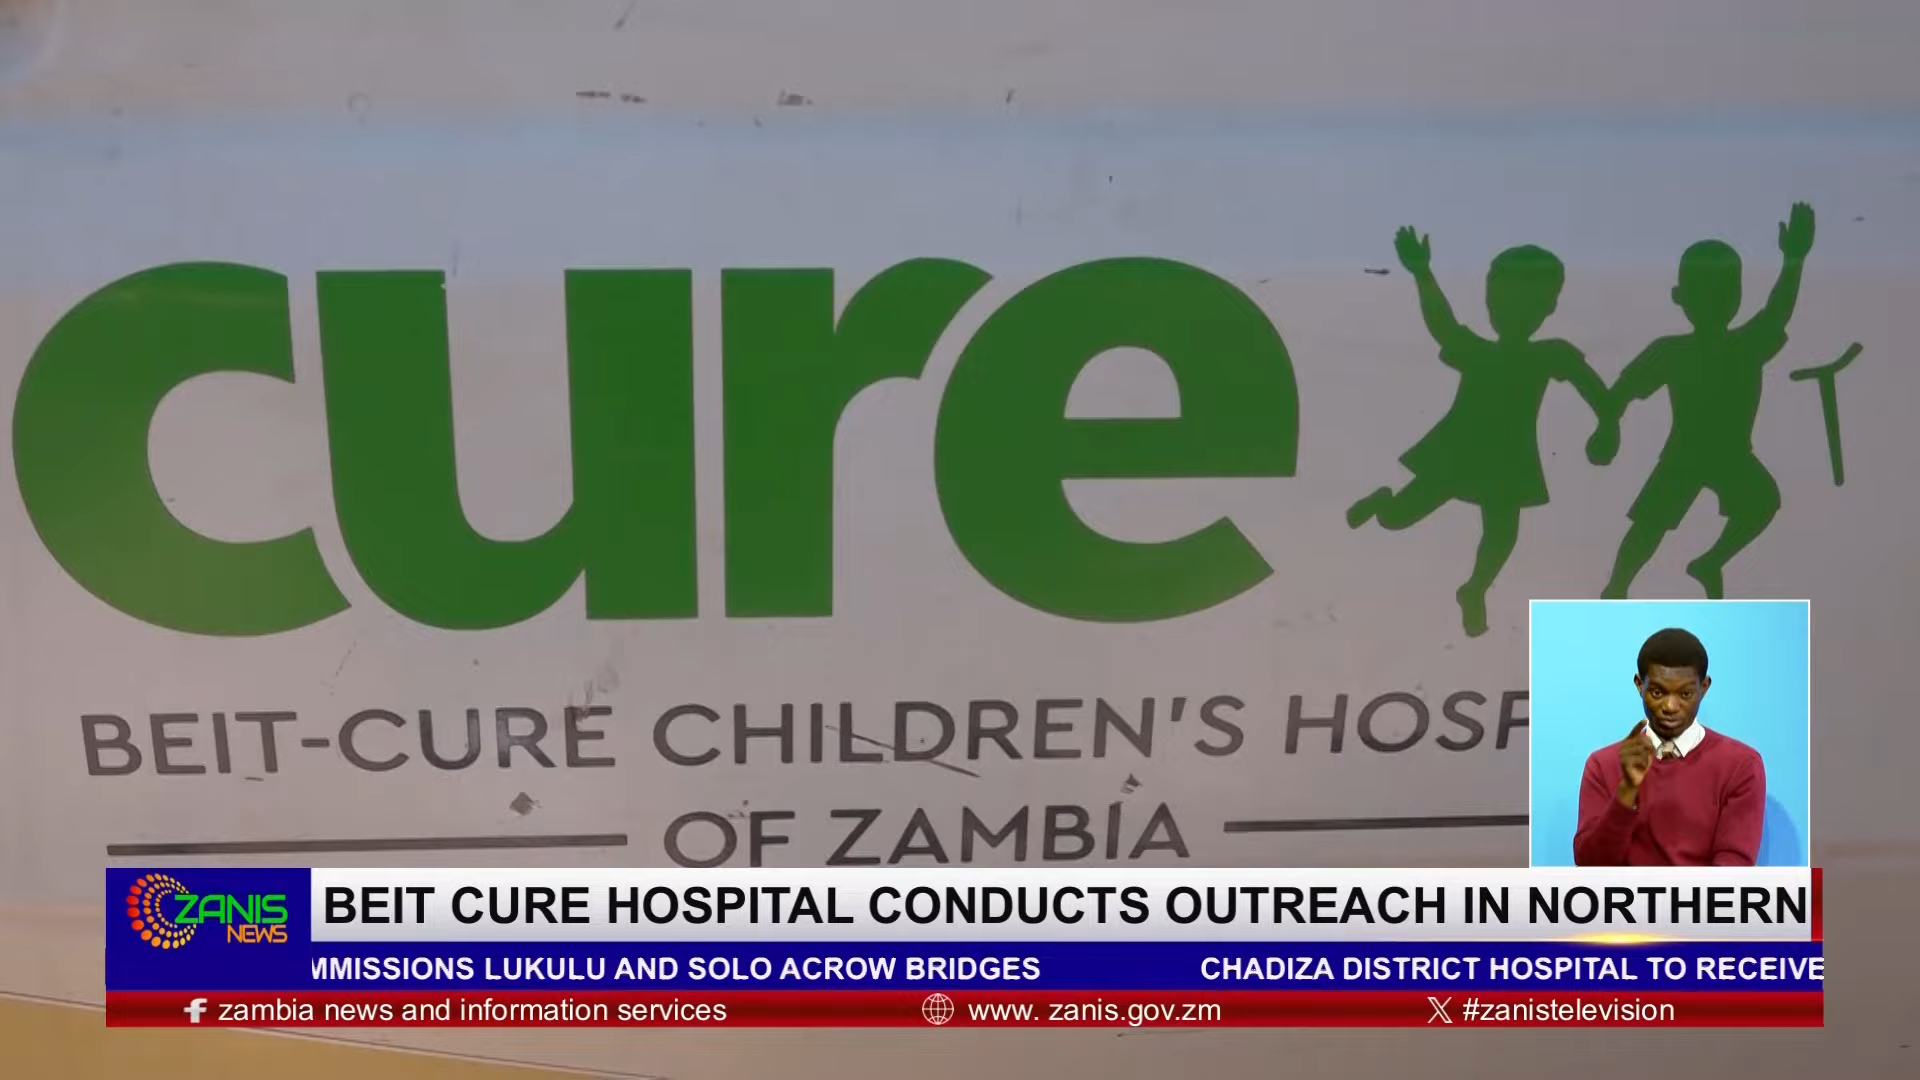 cure
BEIT-CURE CHILDREN'S HOSP
OF ZAMBIA
ZANIS
NEWS
BEIT CURE HOSPITAL CONDUCTS OUTREACH IN NORTHERN
MMISSIONS LUKULU AND SOLO ACROW BRIDGES CHADIZA DISTRICT HOSPITAL TO RECEIVE
zambia news and information services www. zanis.gov.zm #zanistelevision